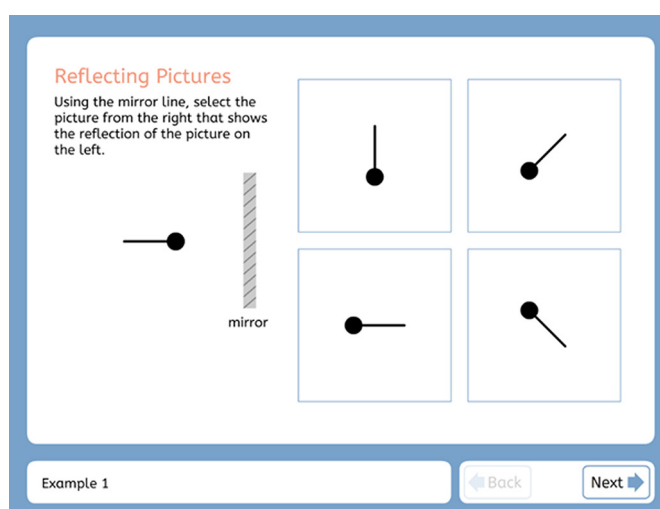 Reflecting Pictures
Using the mirror line, select the
picture from the right that shows
the reflection of the picture on
the left.
mirror
Example 1
Back
Next